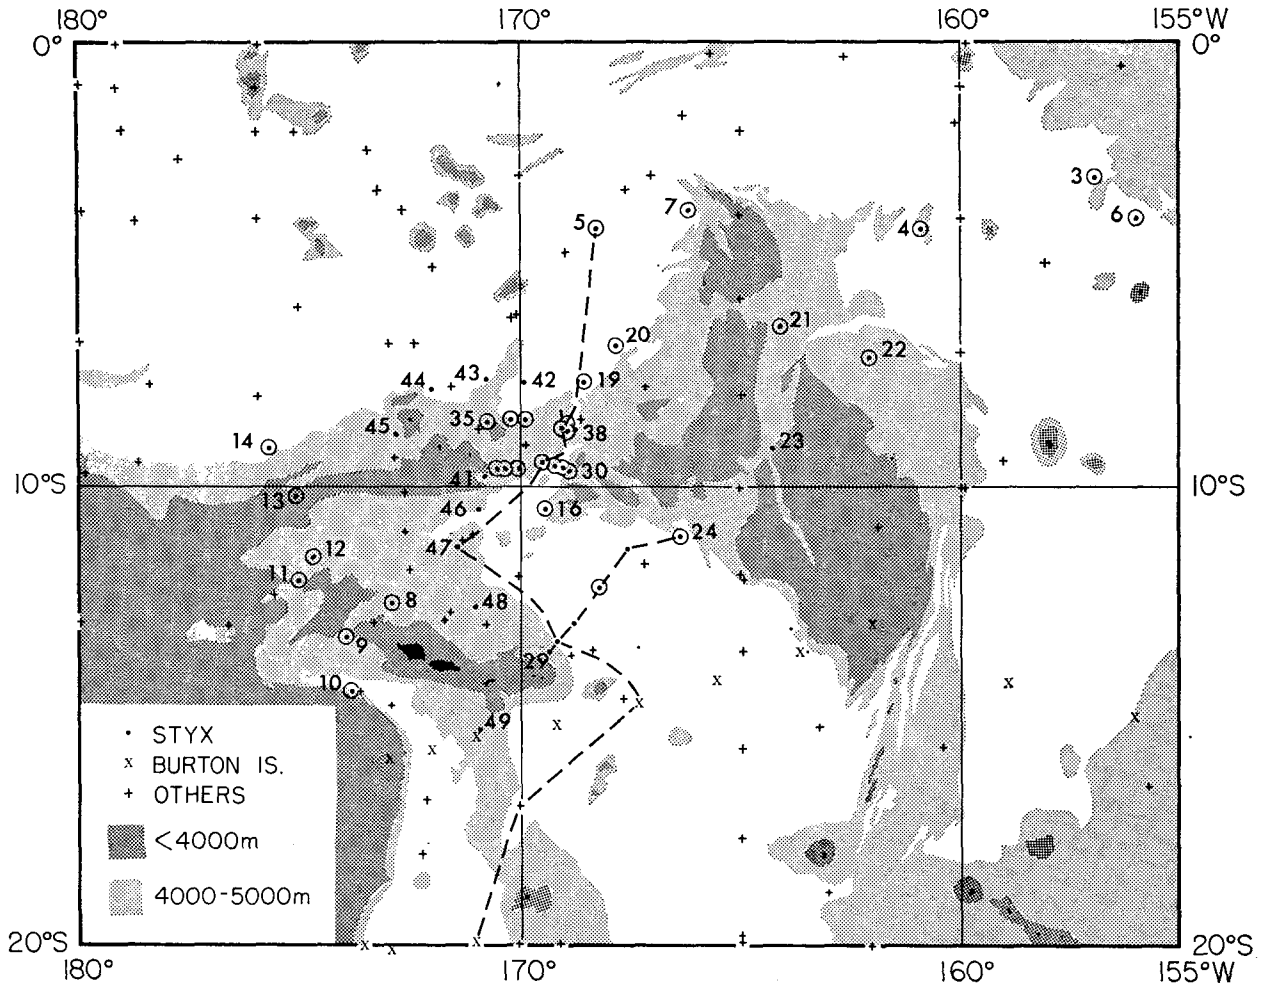 180° 170° 160° 155°W
0° 0°
3
7
5 4 6
21
20
22
43 42 19
44
35
45 38
14 23
41 30
10°S 13 10°S
46 16
24
47
12
11
8 48
9
29
10
49
• STYX
x BURTON IS.
+ OTHERS
<4000m
4000-5000m
20°S 20°S
180° 170° 160° 155°W